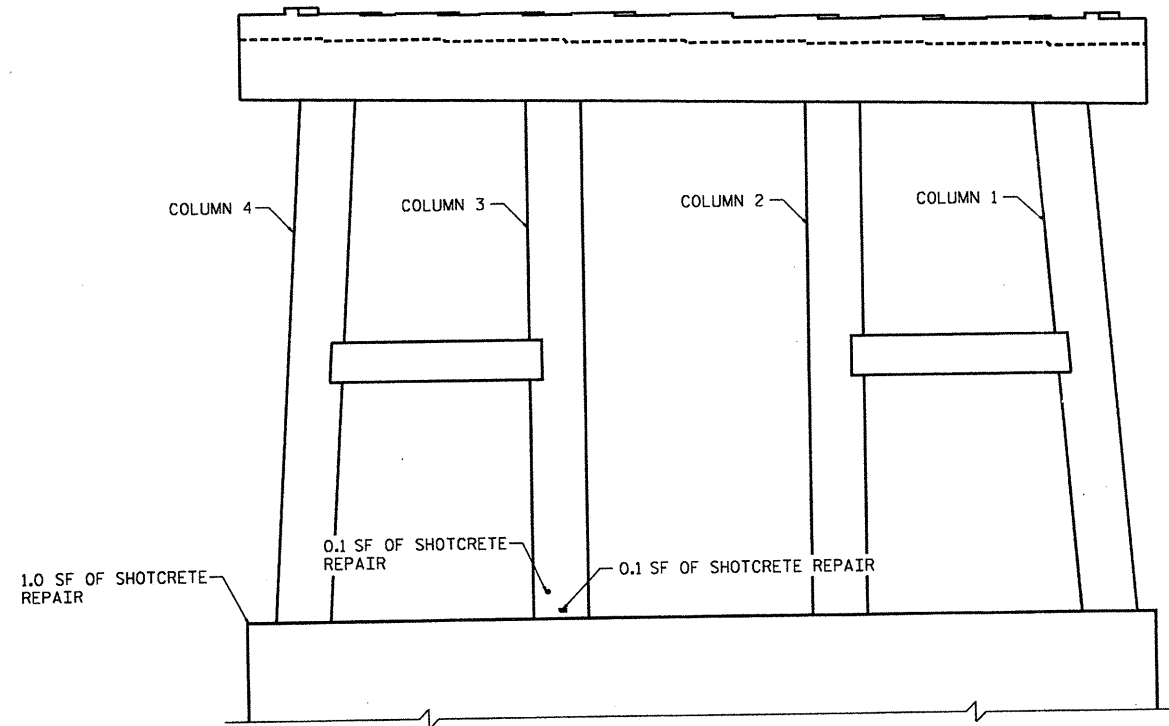 COLUMN 4
COLUMN 3
COLUMN 2
COLUMN 1
0.1 SF OF SHOTCRETE
REPAIR
0.1 SF OF SHOTCRETE REPAIR
1.0 SF OF SHOTCRETE
REPAIR